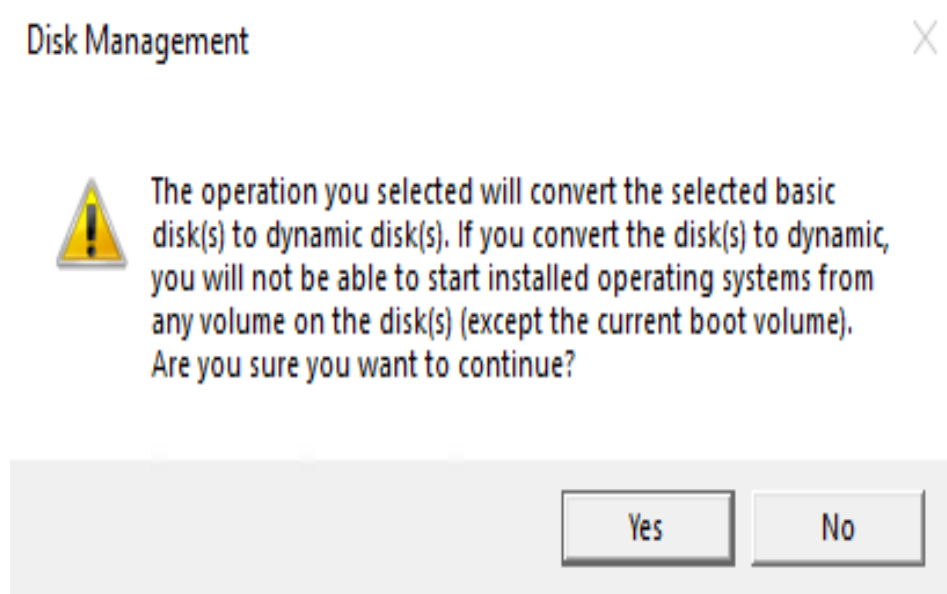 Disk Management
The operation you selected will convert the selected basic
disk(s) to dynamic disk(s). If you convert the disk(s) to dynamic,
you will not be able to start installed operating systems from
any volume on the disk(s) (except the current boot volume).
Are you sure you want to continue?
Yes No